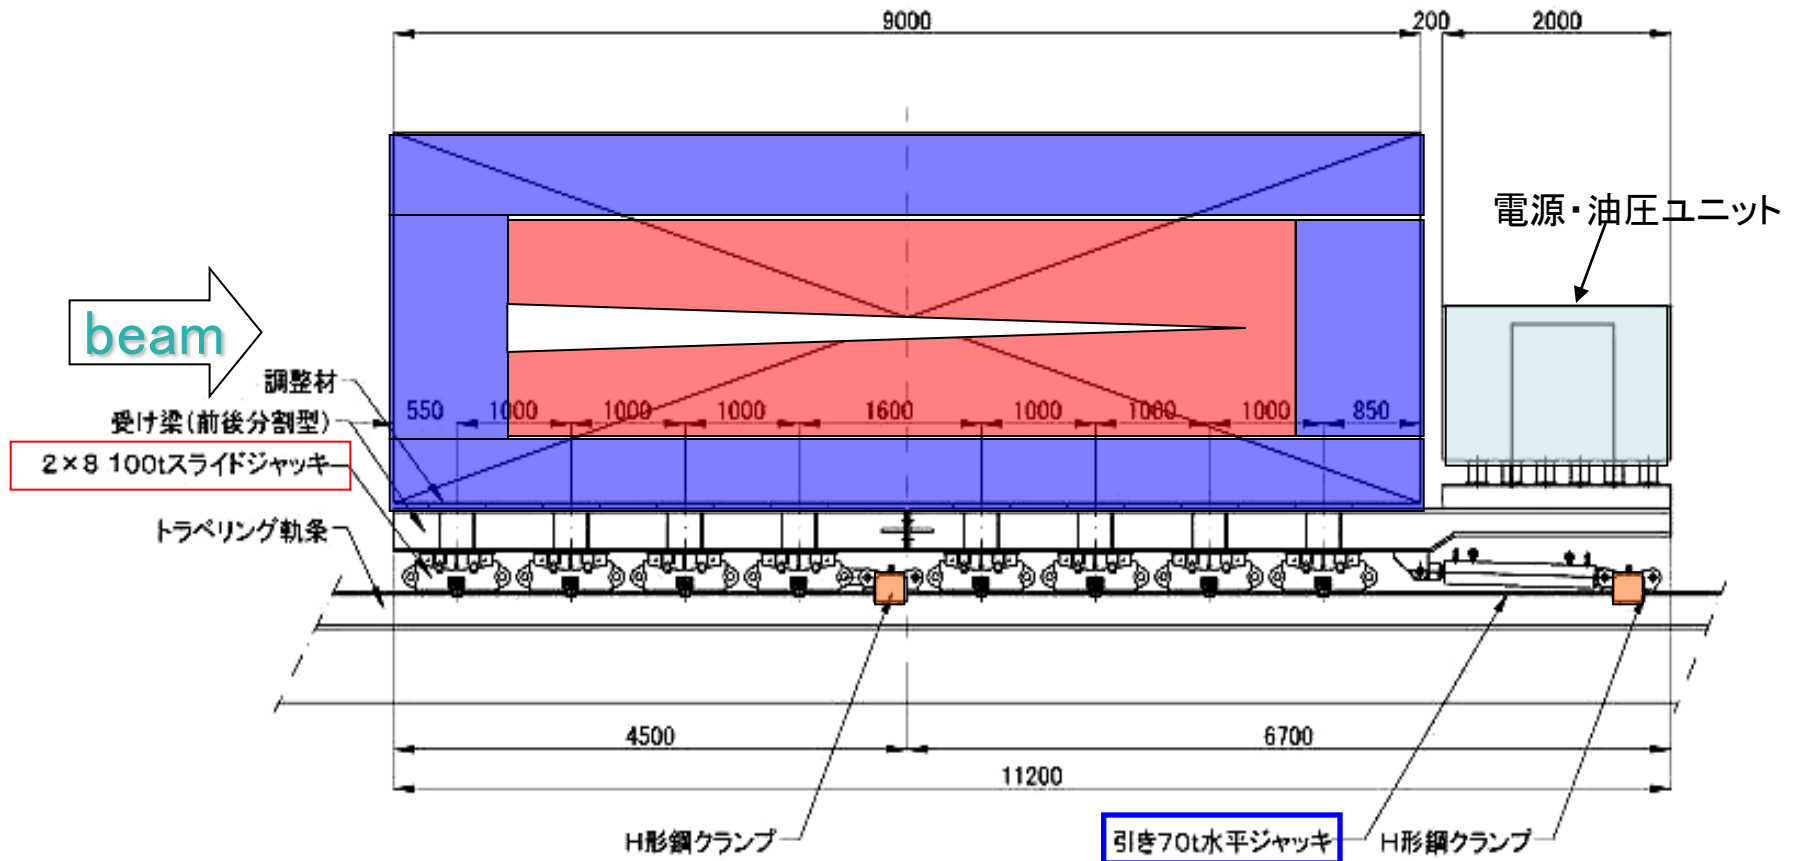 9000
200
2000
電源・油圧ユニット
beam
調整材
受け梁(前後分割型)
550
1000
1000
1000
1600
1000
1000
1000
850
2×8 100tスライドジャッキ
トラベリング軌条
4500
6700
11200
H形鋼クランプ
引き70t水平ジャッキ
H形鋼クランプ